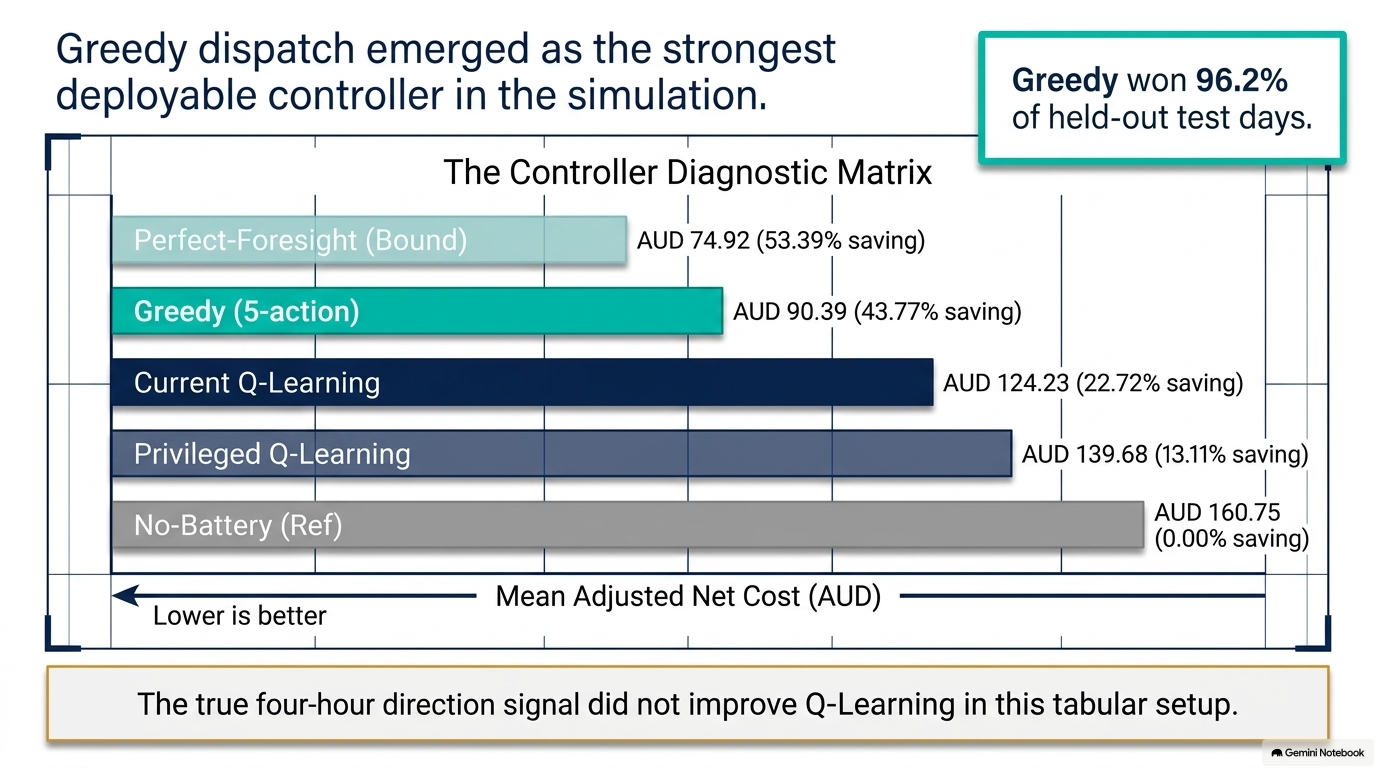 Greedy dispatch emerged as the strongest
deployable controller in the simulation.
Greedy won 96.2%
of held-out test days.
The Controller Diagnostic Matrix
Perfect-Foresight (Bound)
AUD 74.92 (53.39% saving)
Greedy (5-action)
AUD 90.39 (43.77% saving)
Current Q-Learning
AUD 124.23 (22.72% saving)
Privileged Q-Learning
AUD 139.68 (13.11% saving)
No-Battery (Ref)
AUD 160.75
(0.00% saving)
Mean Adjusted Net Cost (AUD)
Lower is better
The true four-hour direction signal did not improve Q-Learning in this tabular setup.
Gemini Notebook